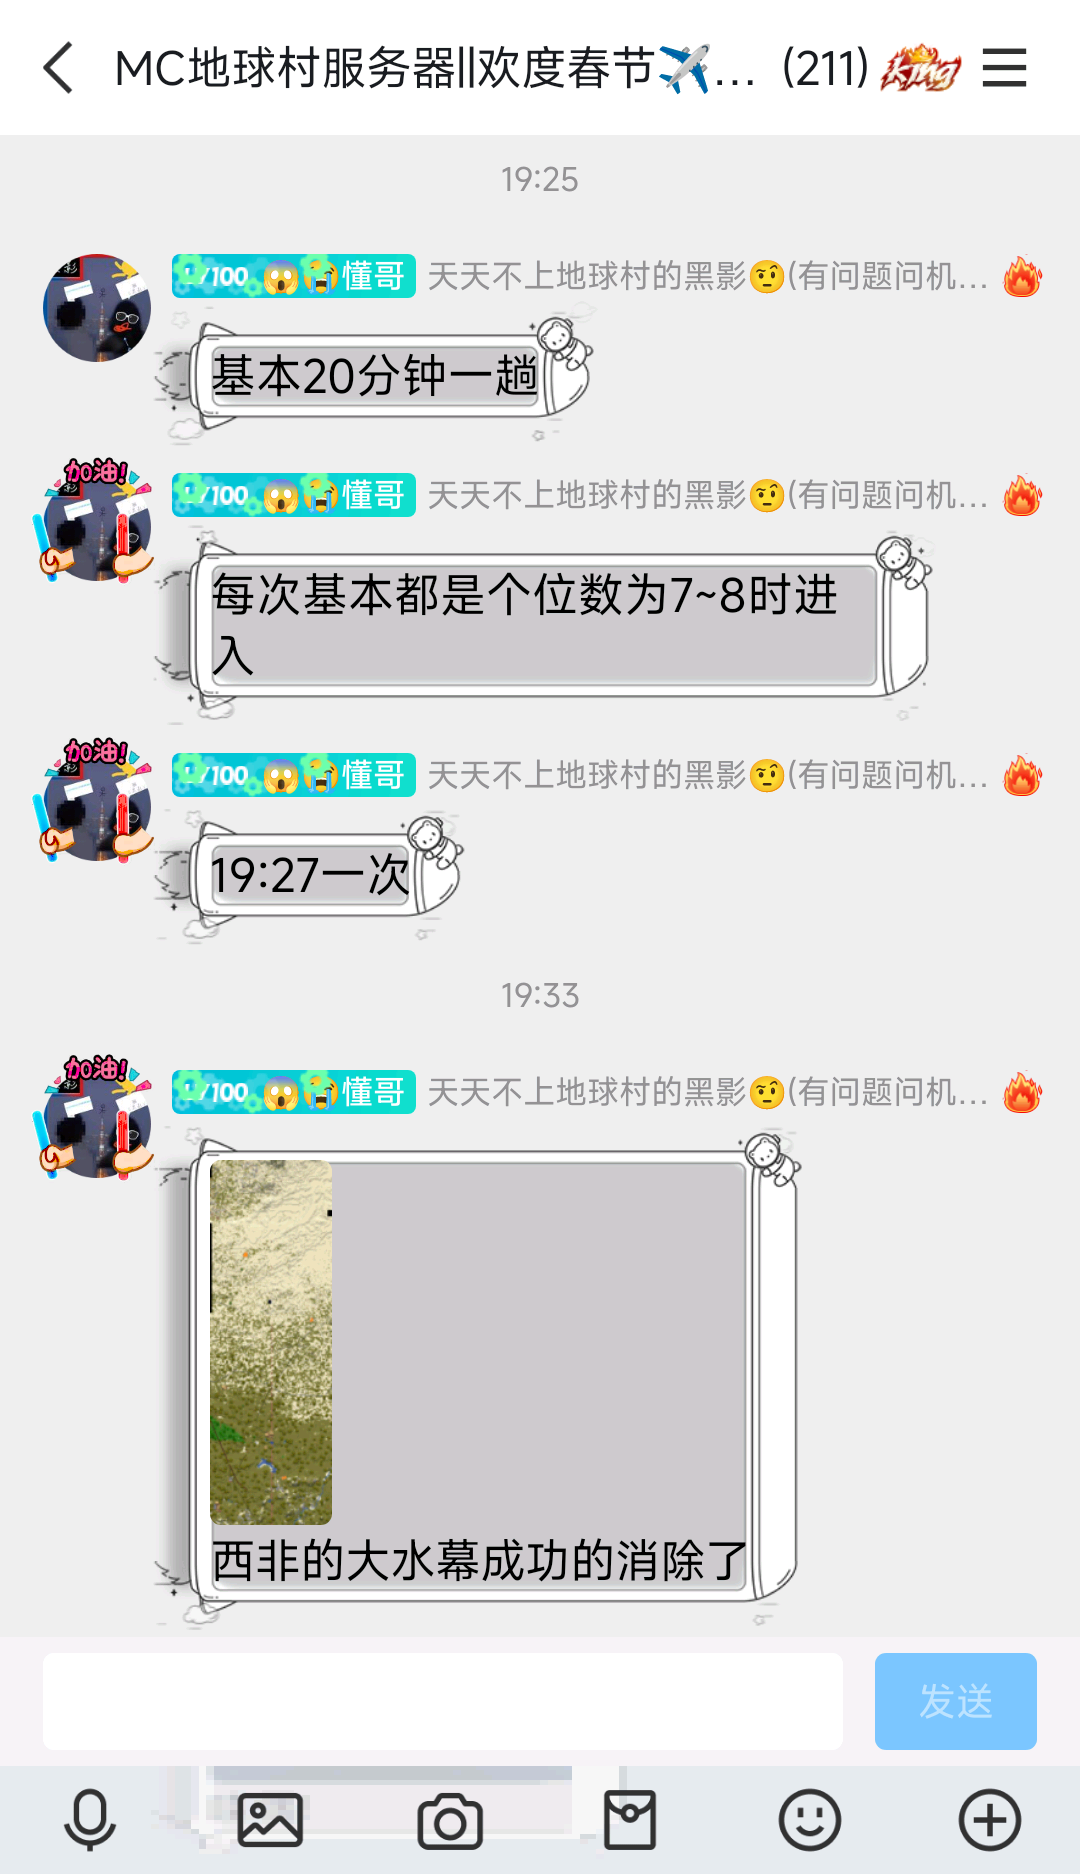 MC地球村服务器||欢度春节✈️... (211) king
19:25
1/100 😱😭懂哥 天天不上地球村的黑影🤨(有问题问机...
基本20分钟一趟
加油!
1/100 😱😭懂哥 天天不上地球村的黑影🤨(有问题问机...
每次基本都是个位数为7~8时进
入
加油!
1/100 😱😭懂哥 天天不上地球村的黑影🤨(有问题问机...
19:27一次
19:33
加油!
1/100 😱😭懂哥 天天不上地球村的黑影🤨(有问题问机...
西非的大水幕成功的消除了
发送